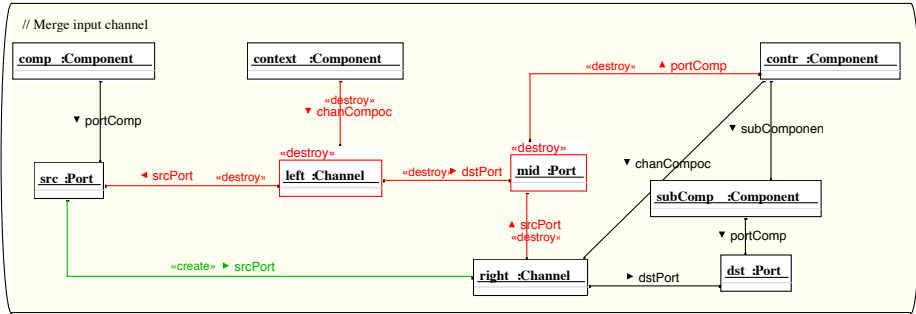 // Merge input channel
comp :Component
context :Component
contr :Component
«destroy» ▲ portComp
«destroy»
▼ chanCompoc
▼ portComp
▼ subComponen
«destroy»
«destroy»
▼ chanCompoc
src :Port
◄ srcPort «destroy»
left :Channel
«destroy» ► dstPort
mid :Port
subComp :Component
▲ srcPort
«destroy»
▼ portComp
«create» ► srcPort
right :Channel
► dstPort
dst :Port